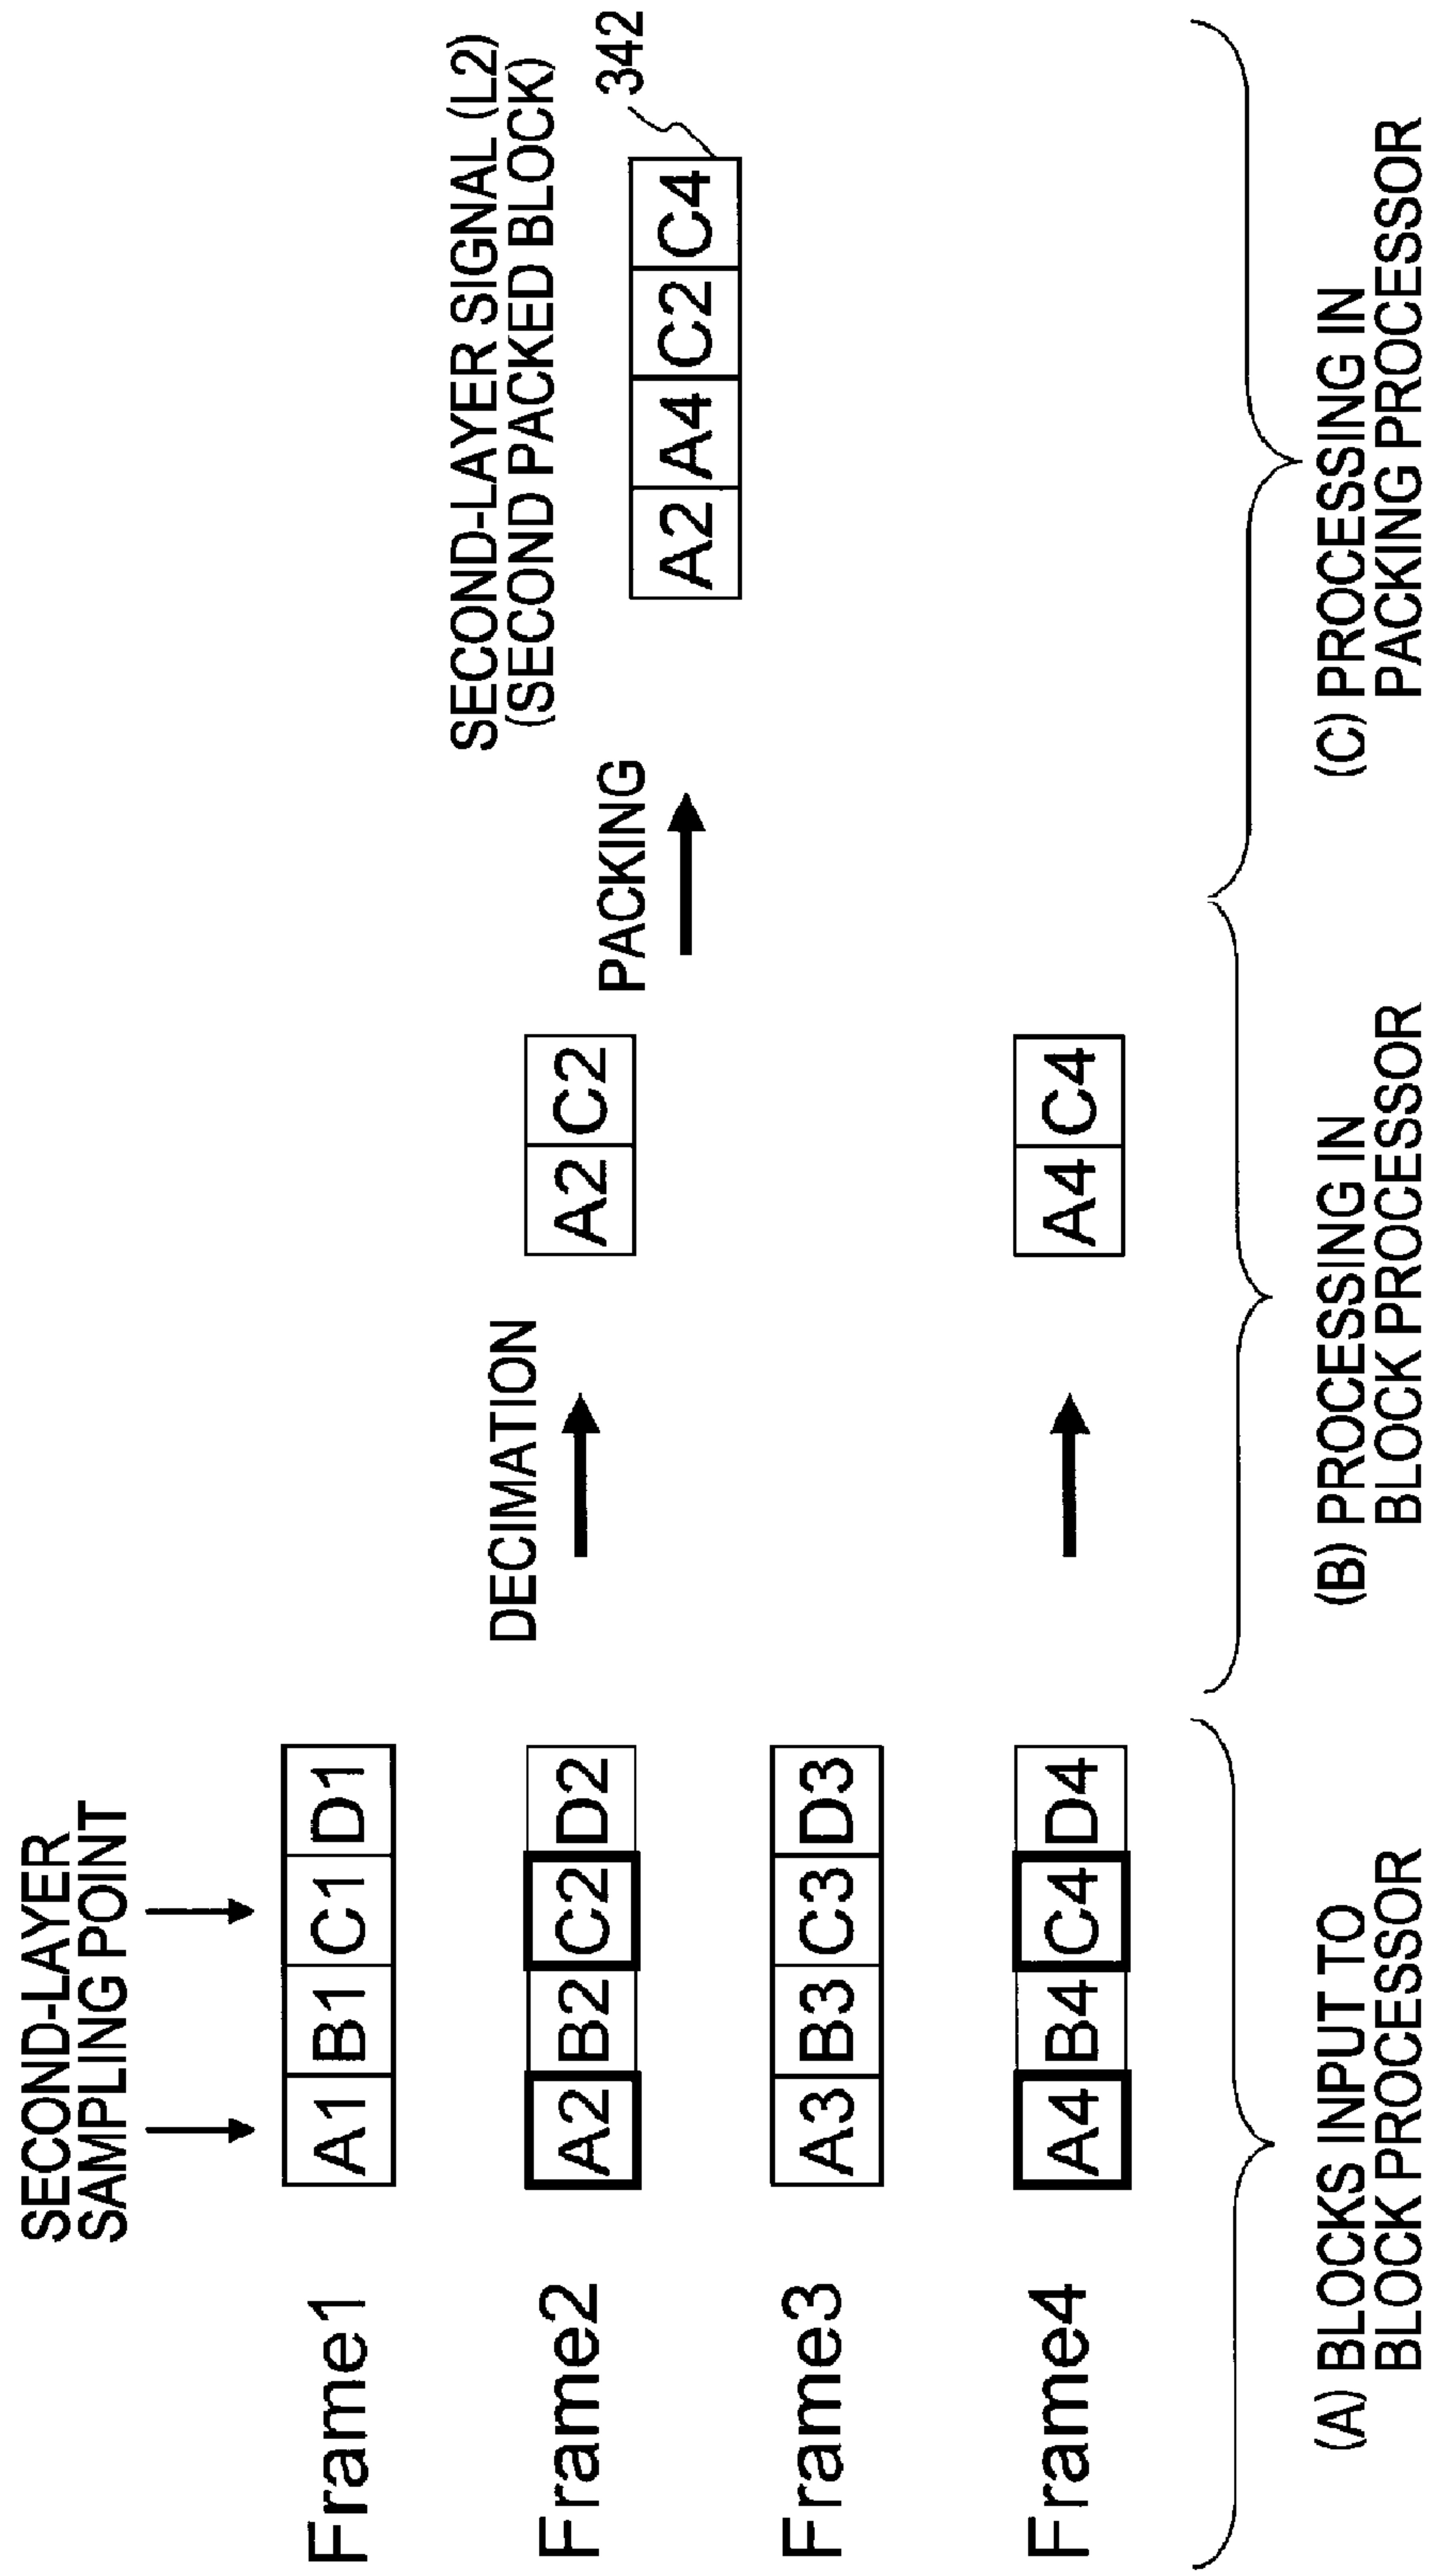 SECOND-LAYER
SAMPLING POINT
Frame1
A1 B1 C1 D1
SECOND-LAYER SIGNAL (L2)
(SECOND PACKED BLOCK)
DECIMATION
Frame2
A2 B2 C2 D2
A2 C2
PACKING
342
A2 A4 C2 C4
Frame3
A3 B3 C3 D3
Frame4
A4 B4 C4 D4
A4 C4
(A) BLOCKS INPUT TO
BLOCK PROCESSOR
(B) PROCESSING IN
BLOCK PROCESSOR
(C) PROCESSING IN
PACKING PROCESSOR